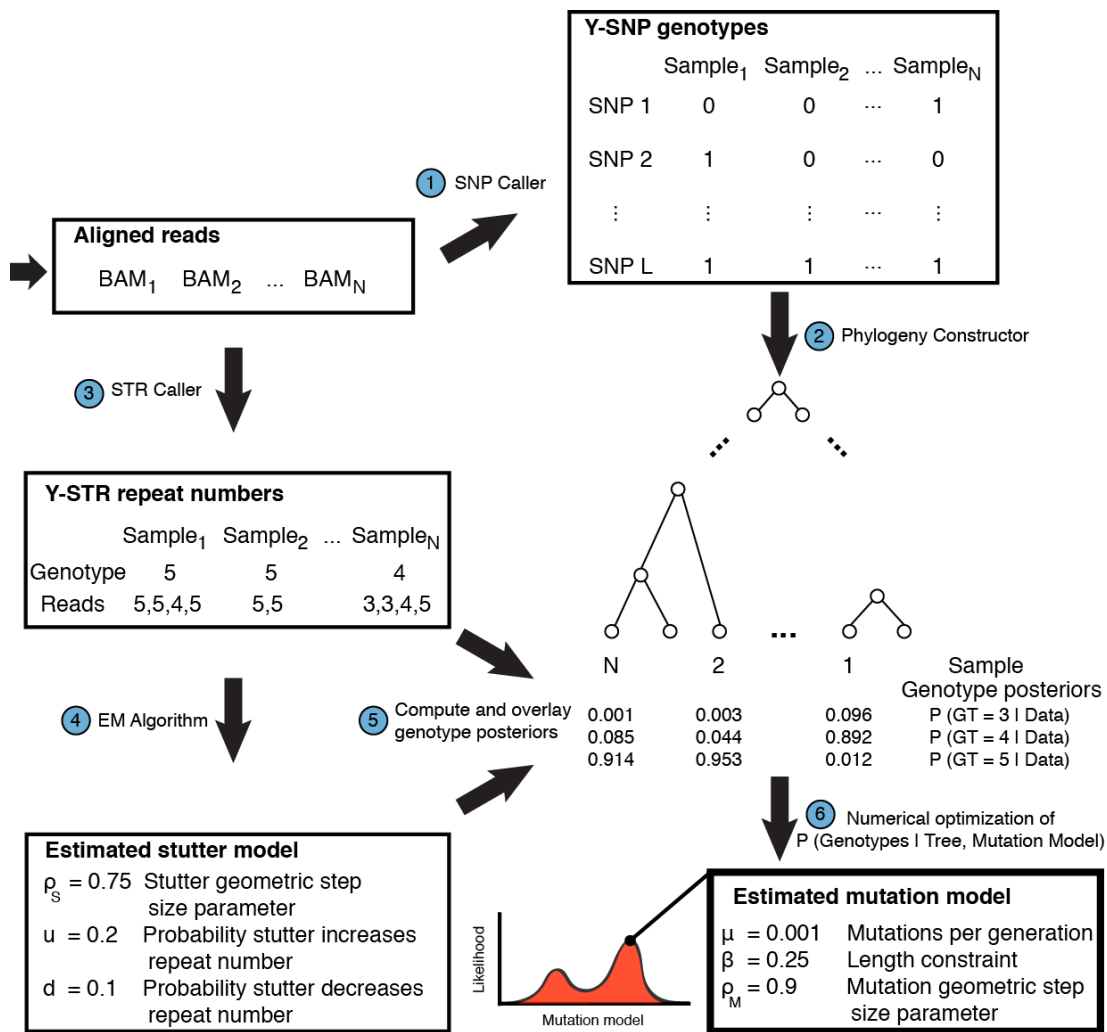 Y-SNP genotypes
Sample1 Sample2 ... SampleN
SNP 1 0 0 ... 1
SNP 2 1 0 ... 0
⋮ ⋮ ⋮ ... ⋮
SNP L 1 1 ... 1
1 SNP Caller
Aligned reads
BAM1 BAM2 ... BAMN
2 Phylogeny Constructor
3 STR Caller
Y-STR repeat numbers
Sample1 Sample2 ... SampleN
Genotype 5 5 4
Reads 5,5,4,5 5,5 3,3,4,5
...
N 2 1 Sample
Genotype posteriors
0.001 0.003 0.096 P (GT = 3 | Data)
0.085 0.044 0.892 P (GT = 4 | Data)
0.914 0.953 0.012 P (GT = 5 | Data)
4 EM Algorithm
5 Compute and overlay
genotype posteriors
6 Numerical optimization of
P (Genotypes | Tree, Mutation Model)
Estimated stutter model
ρS = 0.75 Stutter geometric step
size parameter
u = 0.2 Probability stutter increases
repeat number
d = 0.1 Probability stutter decreases
repeat number
Likelihood
Mutation model
Estimated mutation model
μ = 0.001 Mutations per generation
β = 0.25 Length constraint
ρM = 0.9 Mutation geometric step
size parameter